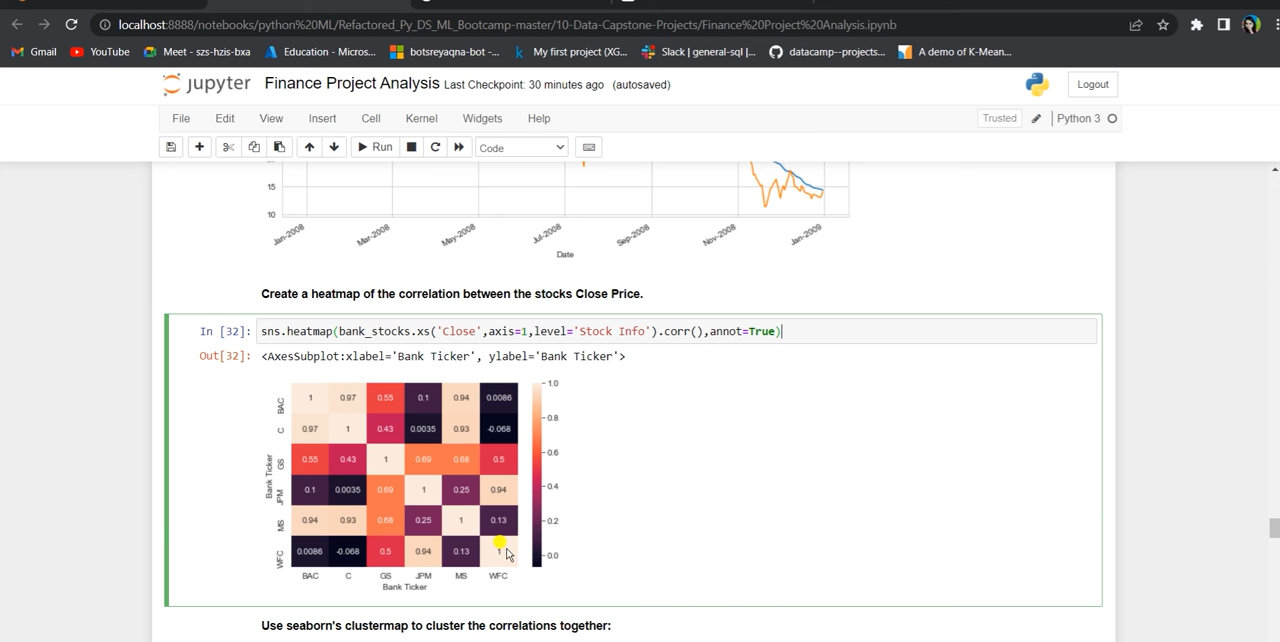 localhost:8888/notebooks/python%20ML/Refactored_Py_DS_ML_Bootcamp-master/10-Data-Capstone-Projects/Finance%20Project%20Analysis.ipynb
Gmail YouTube Meet - szs-hzis-bxa Education - Micros... botsreyaqna-bot -... My first project (XG... Slack | general-sql |... datacamp--projects... A demo of K-Mean...
jupyter Finance Project Analysis Last Checkpoint: 30 minutes ago (autosaved)
Logout
File Edit View Insert Cell Kernel Widgets Help
Trusted Python 3
Run Code
15
10
Jan-2008 Mar-2008 May-2008 Jul-2008 Sep-2008 Nov-2008 Jan-2009
Date
Create a heatmap of the correlation between the stocks Close Price.
In [32]: sns.heatmap(bank_stocks.xs('Close',axis=1,level='Stock Info').corr(),annot=True)
Out[32]: <AxesSubplot:xlabel='Bank Ticker', ylabel='Bank Ticker'>
BAC 1 0.97 0.55 0.1 0.94 0.0086
C 0.97 1 0.43 0.0035 0.93 -0.068
GS 0.55 0.43 1 0.69 0.68 0.5
JPM 0.1 0.0035 0.69 1 0.25 0.94
MS 0.94 0.93 0.68 0.25 1 0.13
WFC 0.0086 -0.068 0.5 0.94 0.13 1
BAC C GS JPM MS WFC
Bank Ticker
Bank Ticker
1.0
0.8
0.6
0.4
0.2
0.0
Use seaborn's clustermap to cluster the correlations together: